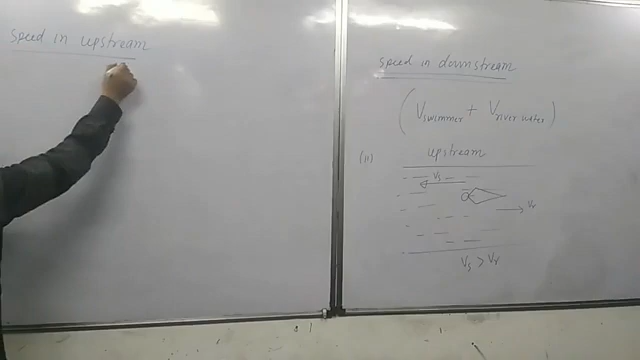 speed in upstream
speed in downstream
(Vswimmer + Vriver water)
(ii) upstream
Vs
Vr
Vs > Vr